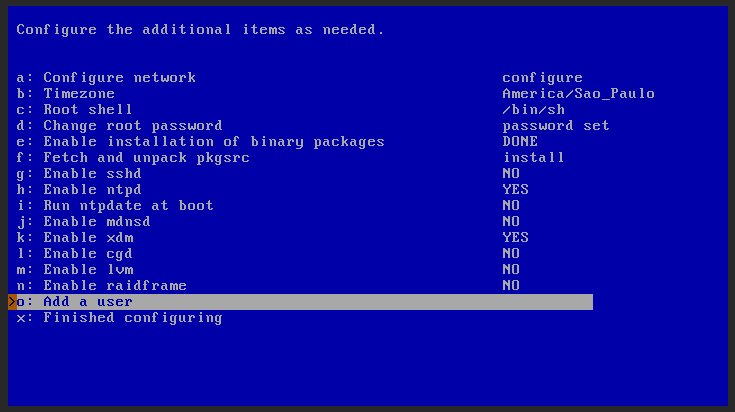 Configure the additional items as needed.
a: Configure network configure
b: Timezone America/Sao_Paulo
c: Root shell /bin/sh
d: Change root password password set
e: Enable installation of binary packages DONE
f: Fetch and unpack pkgsrc install
g: Enable sshd NO
h: Enable ntpd YES
i: Run ntpdate at boot NO
j: Enable mdnsd NO
k: Enable xdm YES
l: Enable cgd NO
m: Enable lvm NO
n: Enable raidframe NO
>o: Add a user
x: Finished configuring